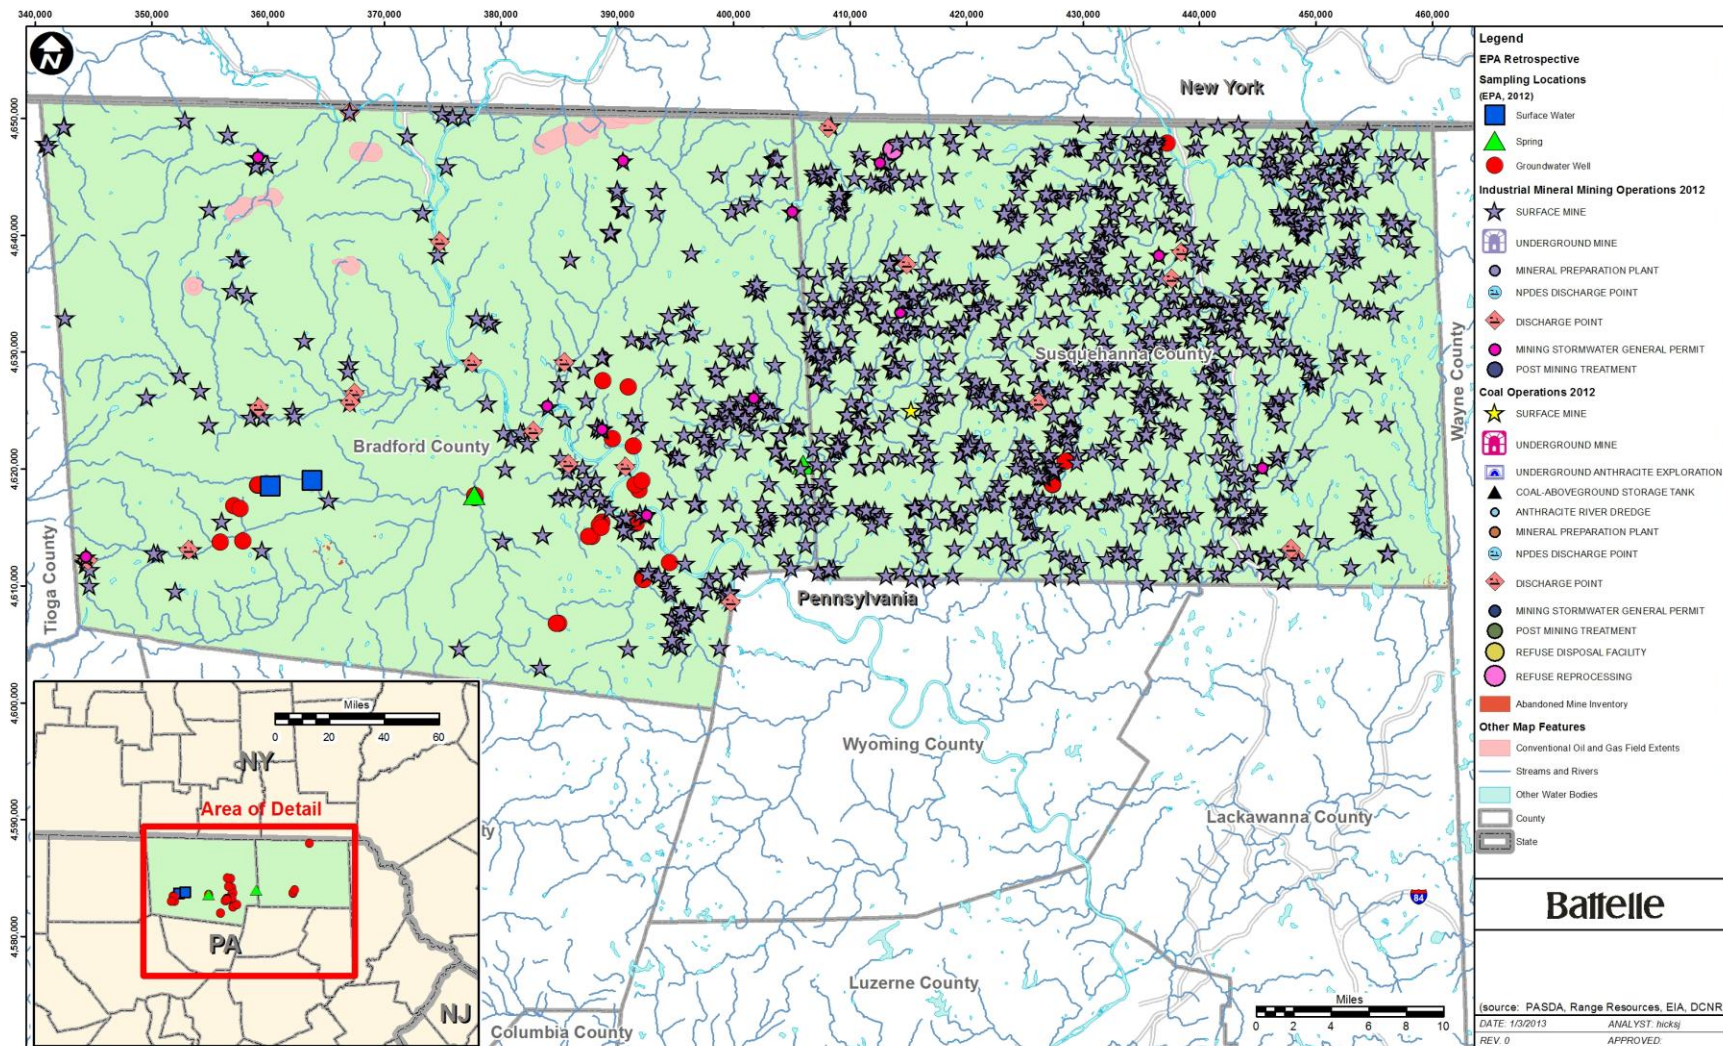 340,000 350,000 360,000 370,000 380,000 390,000 400,000 410,000 420,000 430,000 440,000 450,000 460,000
N
New York
4,650,000
4,640,000
4,630,000
4,620,000
4,610,000
4,600,000
4,590,000
4,580,000
Susquehanna County
Bradford County
Wayne County
Tioga County
Pennsylvania
Wyoming County
Lackawanna County
Luzerne County
Columbia County
ty
84
Miles
0 2 4 6 8 10
Miles
0 20 40 60
NY
Area of Detail
PA
NJ
Legend
EPA Retrospective
Sampling Locations
(EPA, 2012)
Surface Water
Spring
Groundwater Well
Industrial Mineral Mining Operations 2012
SURFACE MINE
UNDERGROUND MINE
MINERAL PREPARATION PLANT
NPDES DISCHARGE POINT
DISCHARGE POINT
MINING STORMWATER GENERAL PERMIT
POST MINING TREATMENT
Coal Operations 2012
SURFACE MINE
UNDERGROUND MINE
UNDERGROUND ANTHRACITE EXPLORATION
COAL-ABOVEGROUND STORAGE TANK
ANTHRACITE RIVER DREDGE
MINERAL PREPARATION PLANT
NPDES DISCHARGE POINT
DISCHARGE POINT
MINING STORMWATER GENERAL PERMIT
POST MINING TREATMENT
REFUSE DISPOSAL FACILITY
REFUSE REPROCESSING
Abandoned Mine Inventory
Other Map Features
Conventional Oil and Gas Field Extents
Streams and Rivers
Other Water Bodies
County
State
Battelle
(source: PASDA, Range Resources, EIA, DCNR
DATE: 1/3/2013 ANALYST: hicksj
REV. 0 APPROVED: